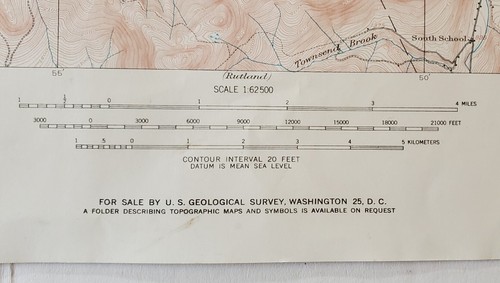 South School
Townsend Brook
55'
(Rutland)
50'
SCALE 1:62500
1 1/2 0 1 2 3 4 MILES
3000 0 3000 6000 9000 12000 15000 18000 21000 FEET
1 5 0 1 2 3 4 5 KILOMETERS
CONTOUR INTERVAL 20 FEET
DATUM IS MEAN SEA LEVEL
FOR SALE BY U. S. GEOLOGICAL SURVEY, WASHINGTON 25, D. C.
A FOLDER DESCRIBING TOPOGRAPHIC MAPS AND SYMBOLS IS AVAILABLE ON REQUEST